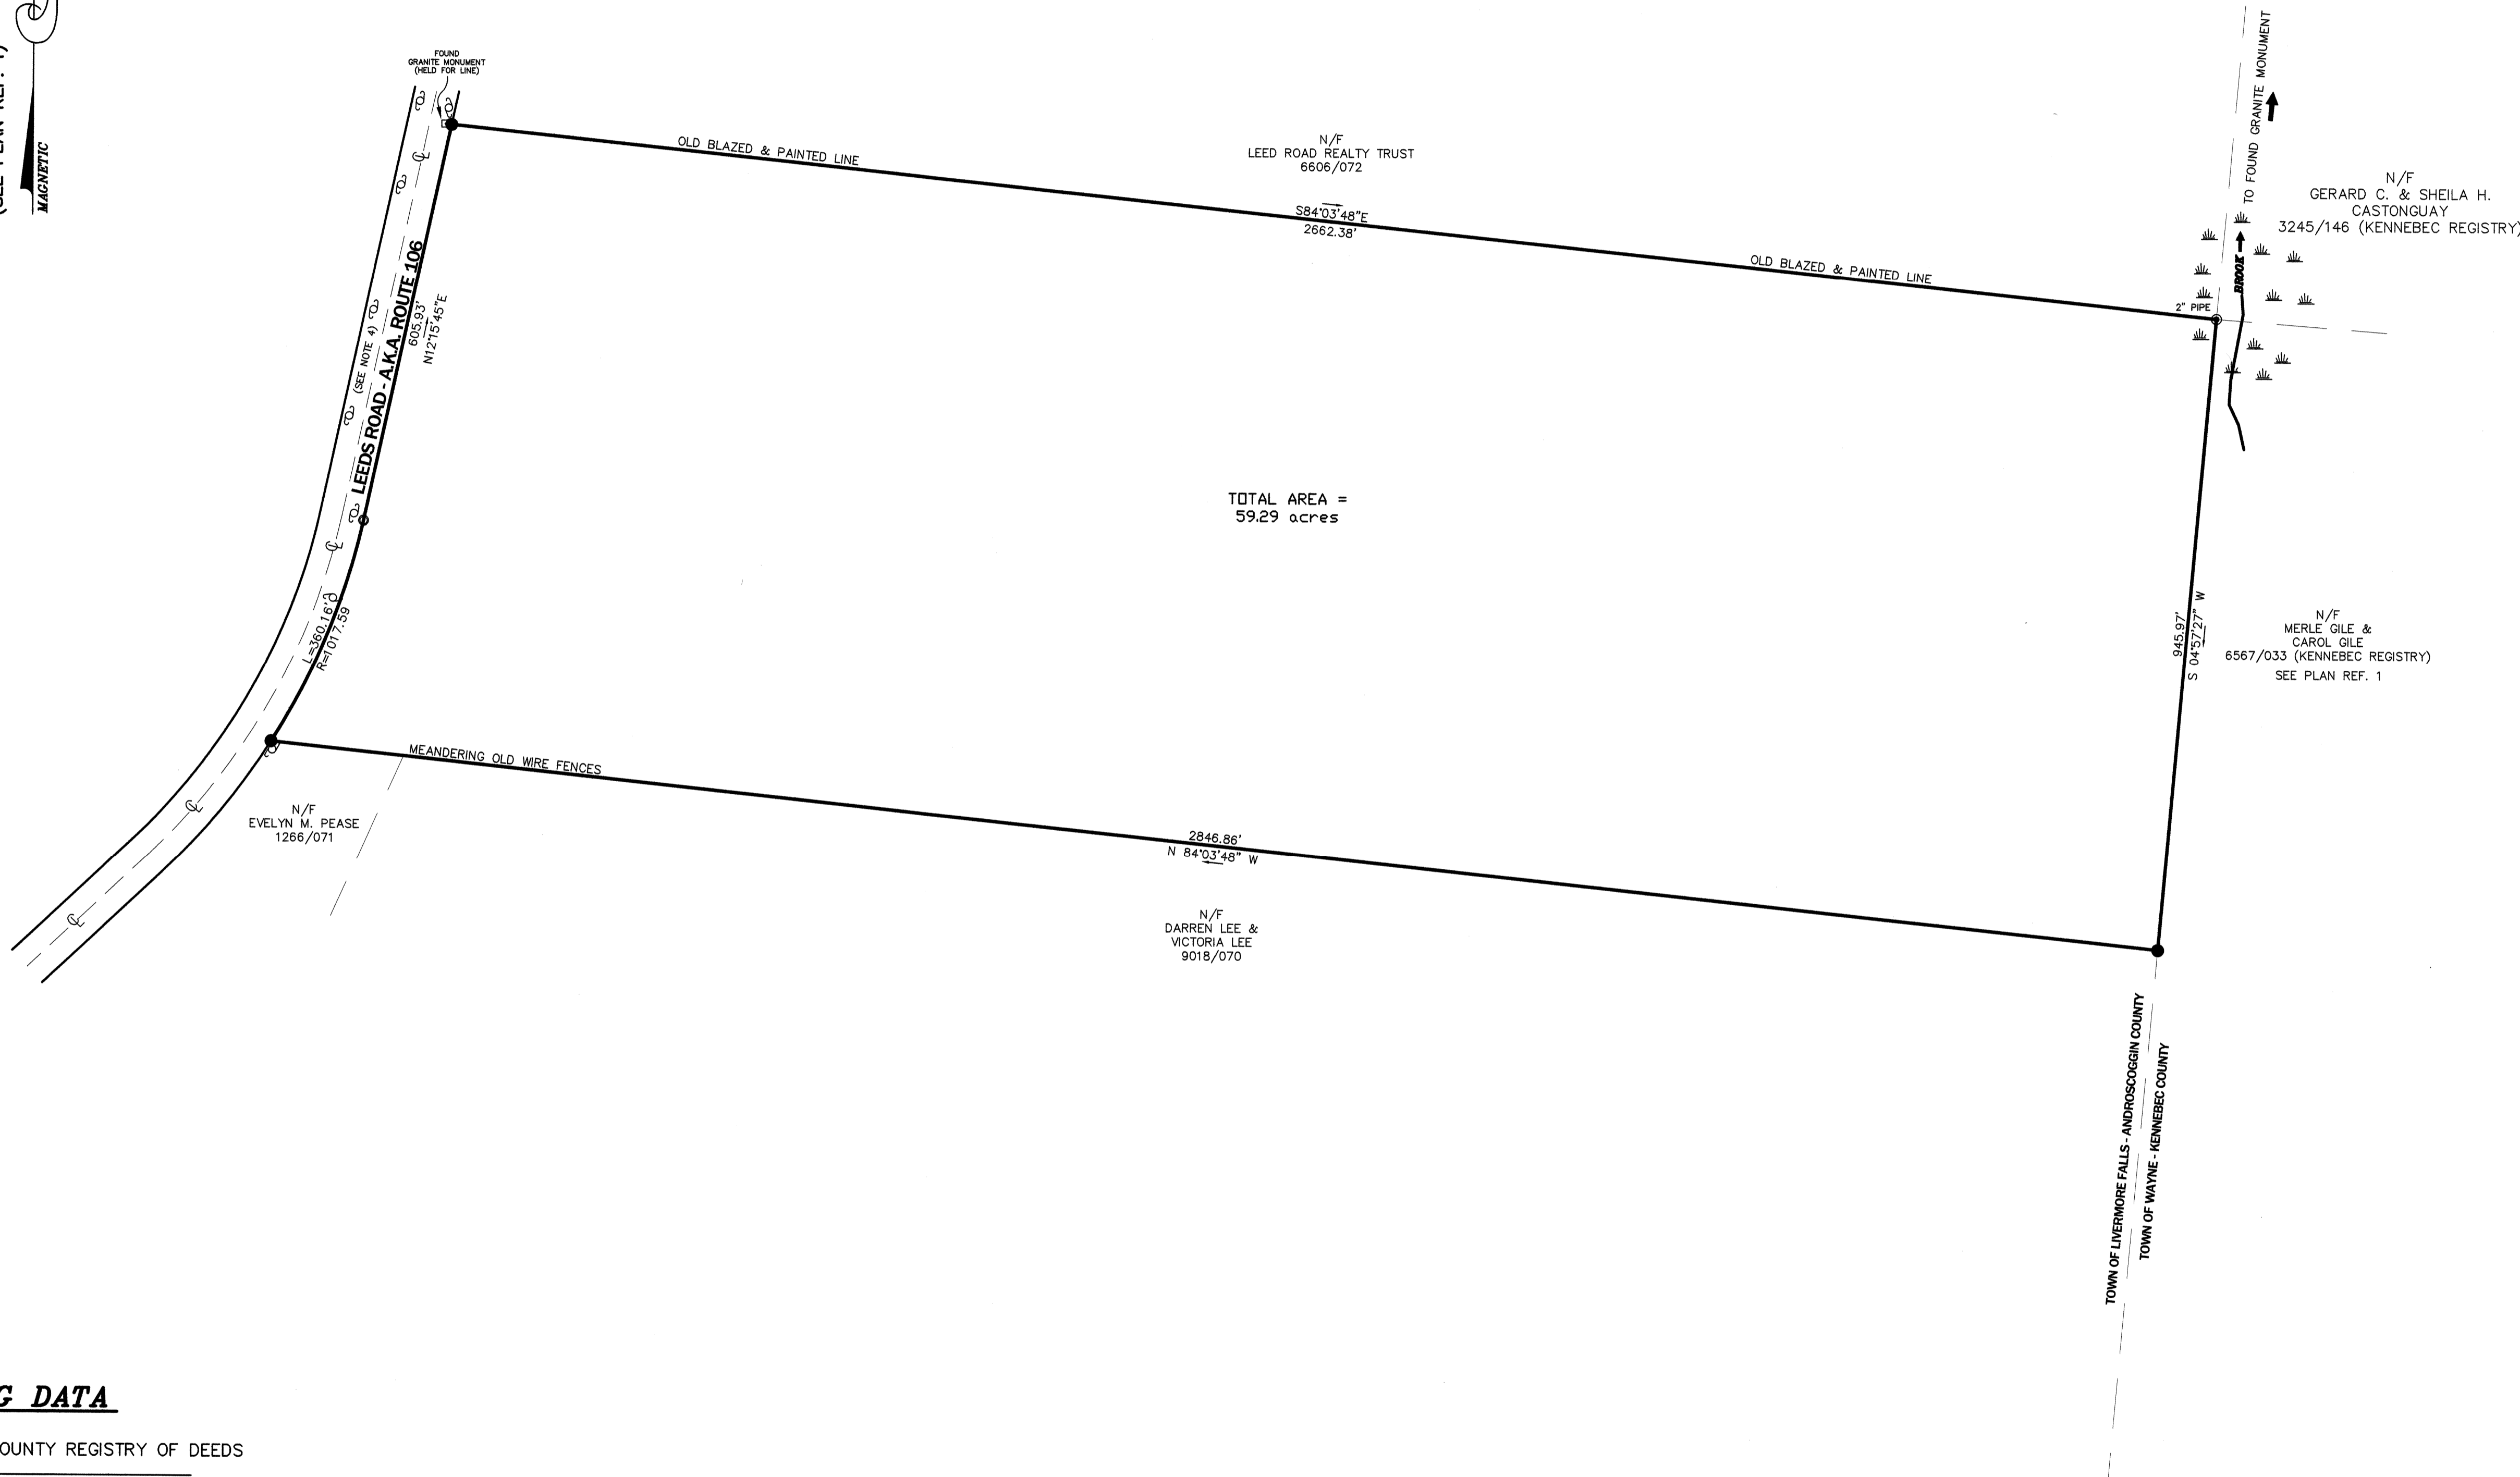 MAGNETIC
FOUND
GRANITE MONUMENT
(HELD FOR LINE)
OLD BLAZED & PAINTED LINE
N/F
LEED ROAD REALTY TRUST
6606/072
S84°03'48"E
2662.38'
OLD BLAZED & PAINTED LINE
TO FOUND GRANITE MONUMENT
N/F
GERARD C. & SHEILA H.
CASTONGUAY
3245/146 (KENNEBEC REGISTRY)
BROOK
2" PIPE
(SEE NOTE 4)
LEEDS ROAD - A.K.A. ROUTE 106
605.93'
N12°15'45"E
TOTAL AREA =
59.29 acres
L=360.16'
R=1017.59
945.97'
S 04°57'27" W
N/F
MERLE GILE &
CAROL GILE
6567/033 (KENNEBEC REGISTRY)
SEE PLAN REF. 1
MEANDERING OLD WIRE FENCES
N/F
EVELYN M. PEASE
1266/071
2846.86'
N 84°03'48" W
N/F
DARREN LEE &
VICTORIA LEE
9018/070
TOWN OF LIVERMORE FALLS - ANDROSCOGGIN COUNTY
TOWN OF WAYNE - KENNEBEC COUNTY
G DATA
OUNTY REGISTRY OF DEEDS